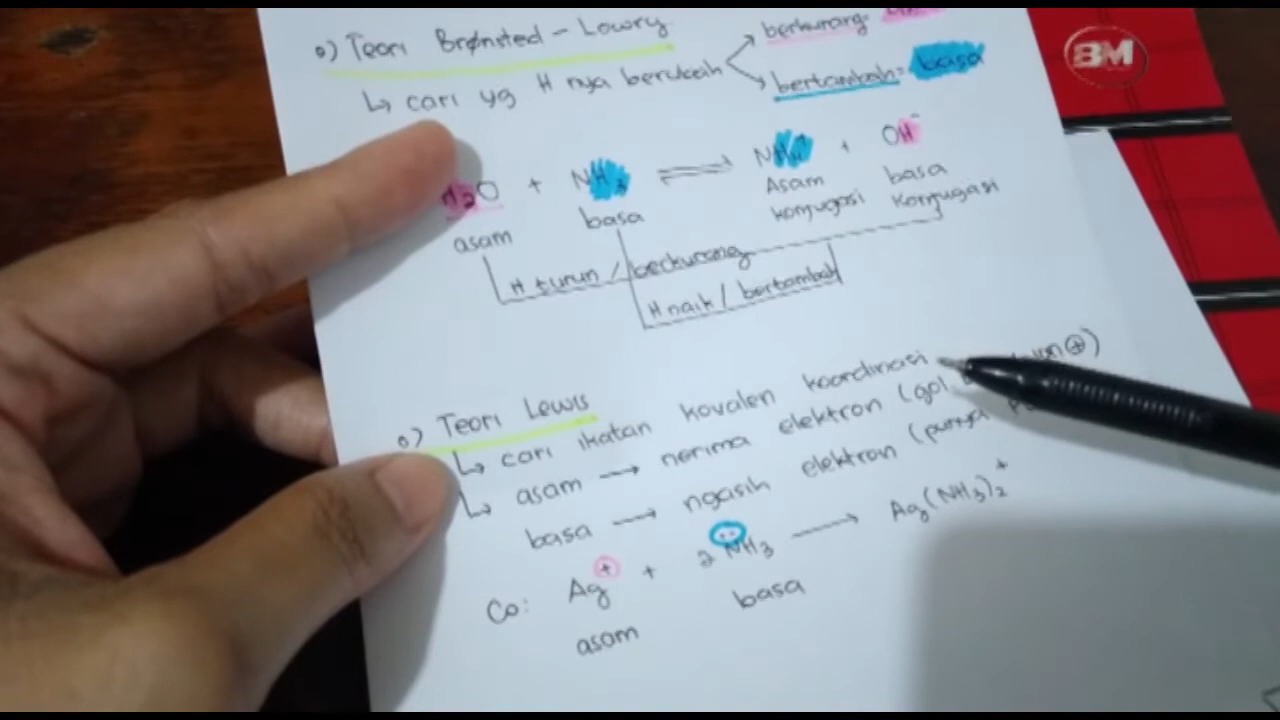 o) Teori Brønsted - Lowry
↳ cari yg H nya berubah
berkurang =
bertambah = basa
H2O + NH3 ⇌ NH4+ + OH-
asam basa Asam konjugasi basa konjugasi
H turun / berkurang
H naik / bertambah
o) Teori Lewis
↳ cari ikatan kovalen koordinasi
↳ asam → nerima elektron (gol ion ⊕)
basa → ngasih elektron (punya
Co: Ag+ + 2 NH3 → Ag(NH3)2+
asam basa
BM